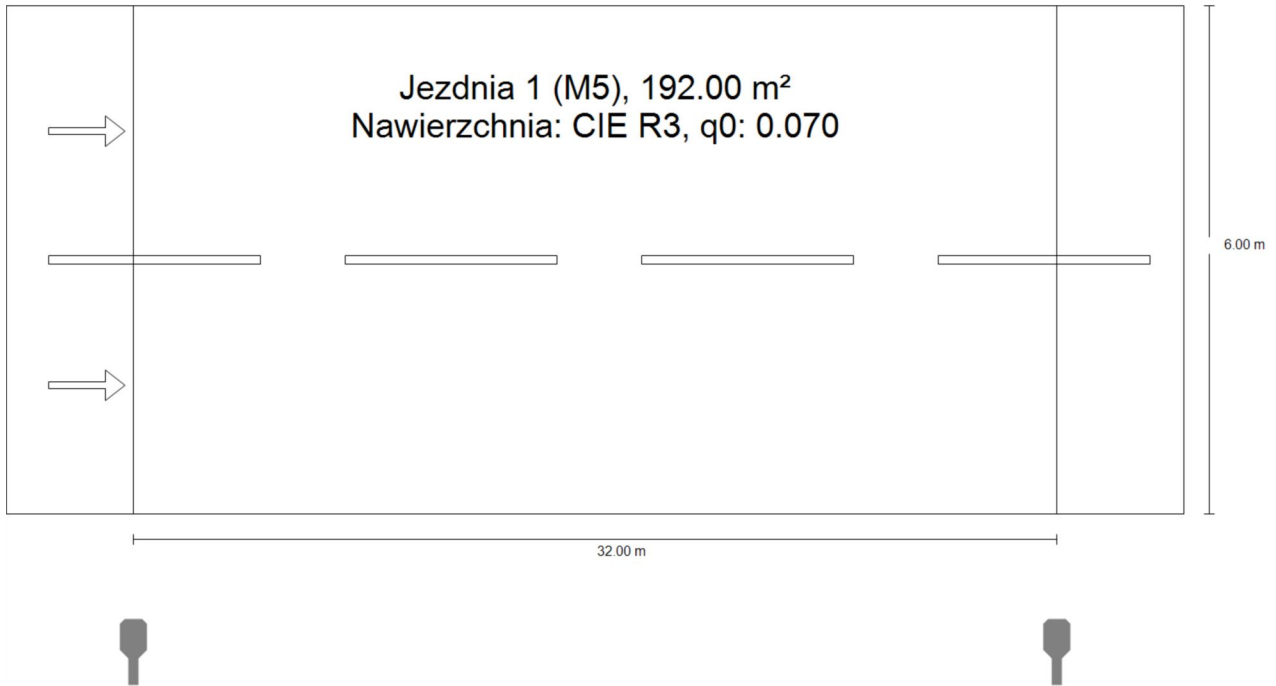 Jezdnia 1 (M5), 192.00 m²
Nawierzchnia: CIE R3, q0: 0.070
6.00 m
32.00 m